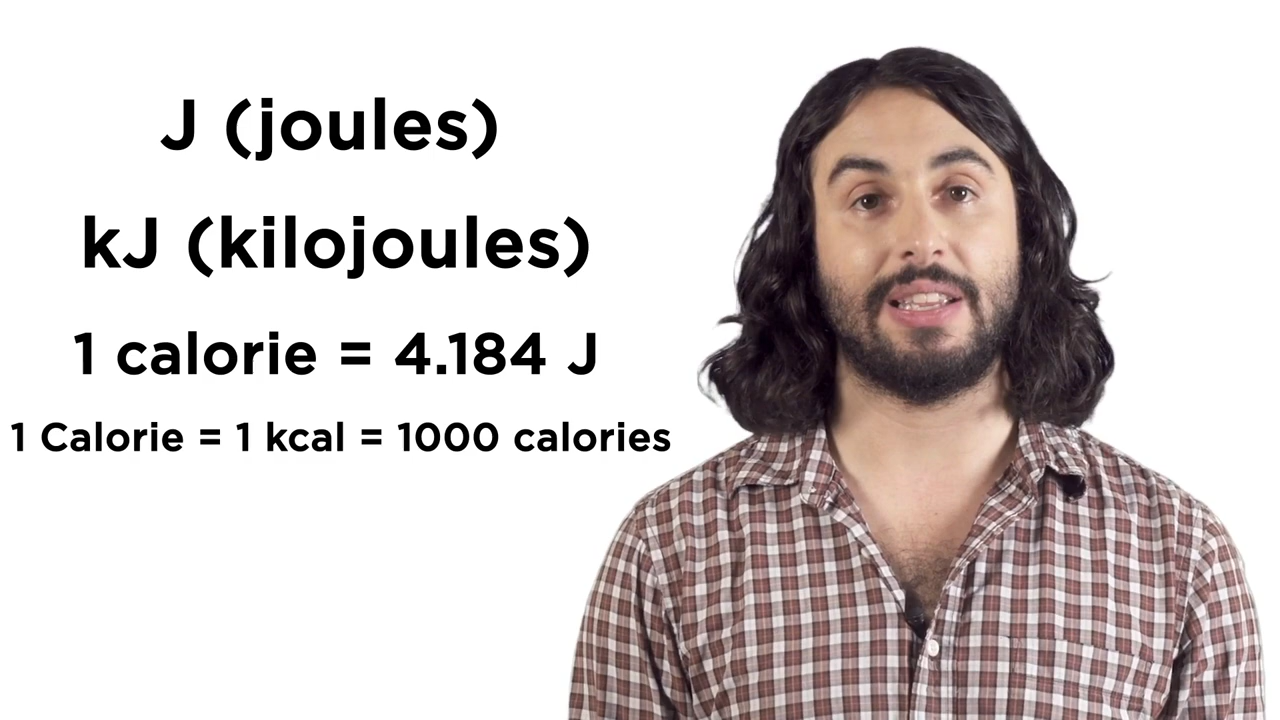 J (joules)
kJ (kilojoules)
1 calorie = 4.184 J
1 Calorie = 1 kcal = 1000 calories